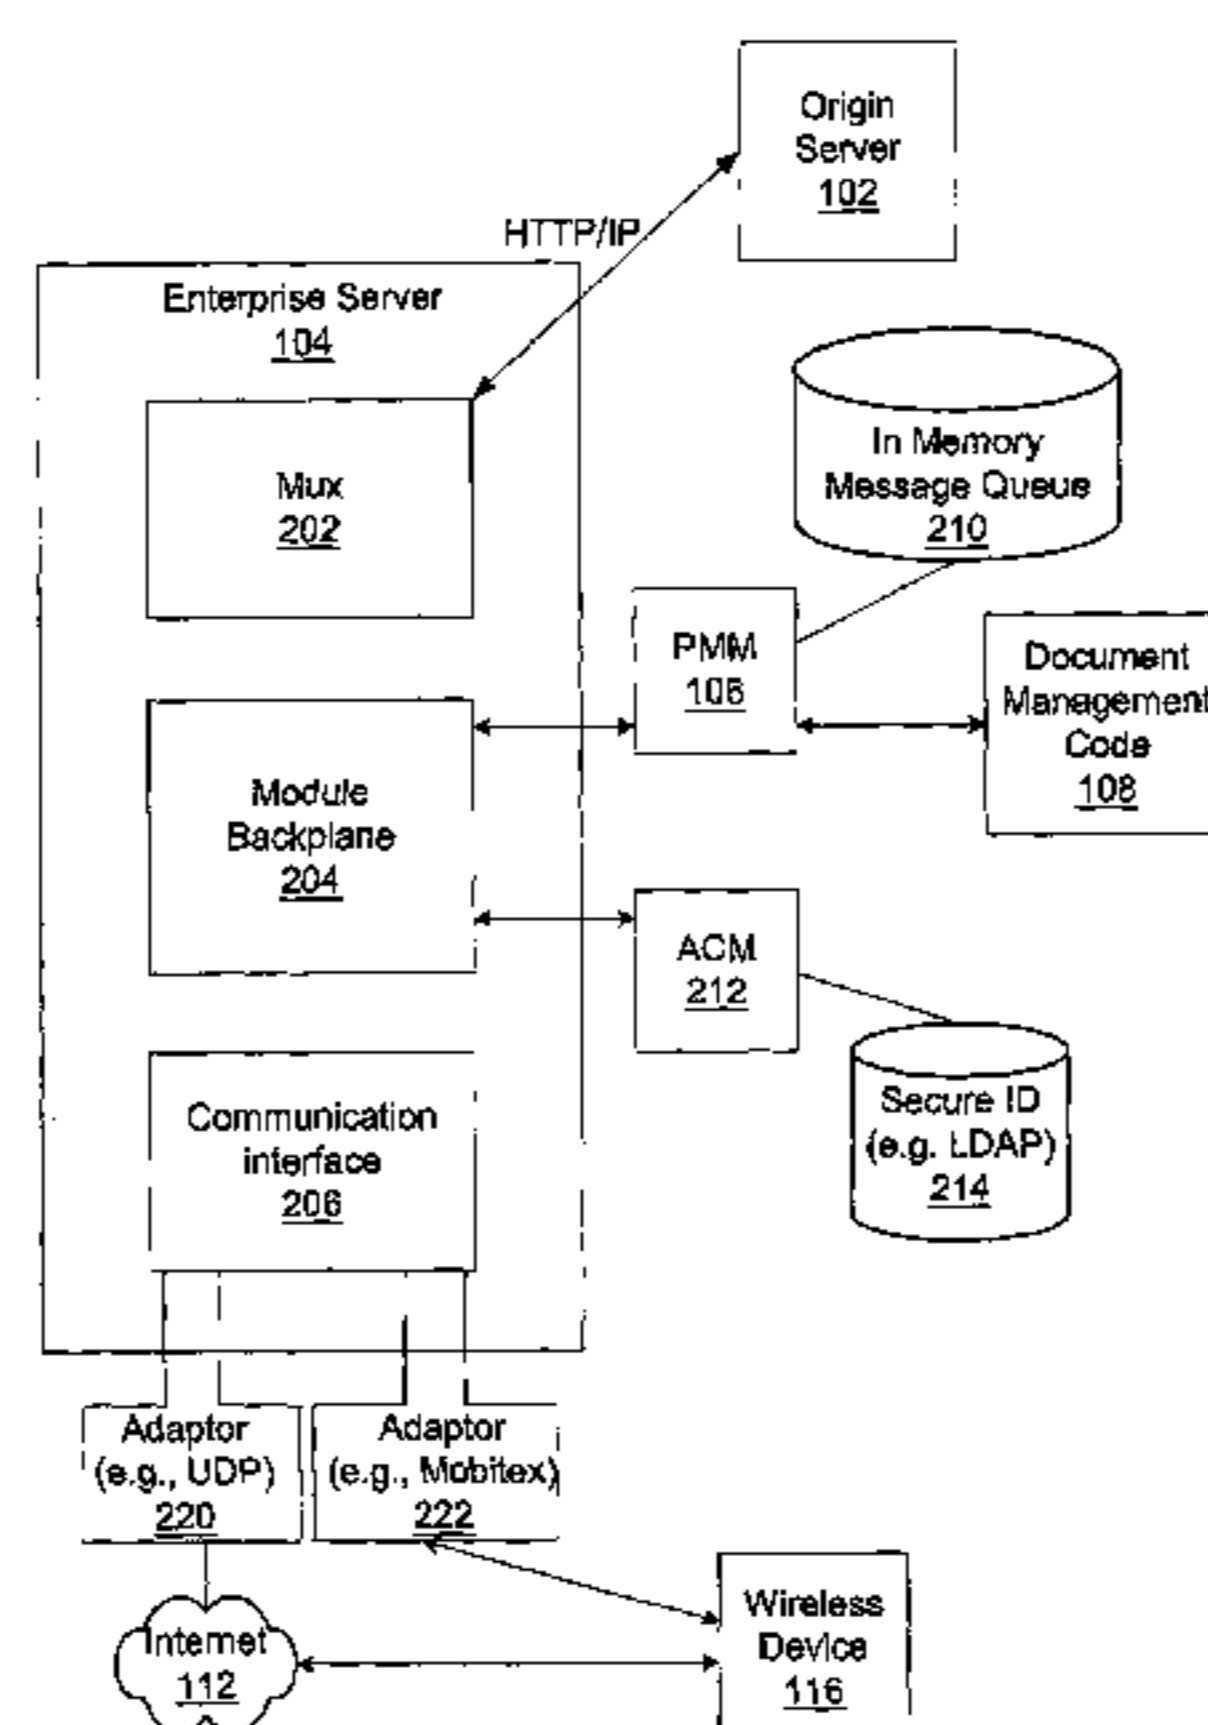 Origin
Server
102
HTTP/IP
Enterprise Server
104
In Memory
Message Queue
210
Mux
202
PMM
106
Document
Management
Code
108
Module
Backplane
204
ACM
212
Secure ID
(e.g. LDAP)
214
Communication
interface
206
Adaptor
(e.g., UDP)
220
Adaptor
(e.g., Mobitex)
222
Wireless
Device
116
Internet
112